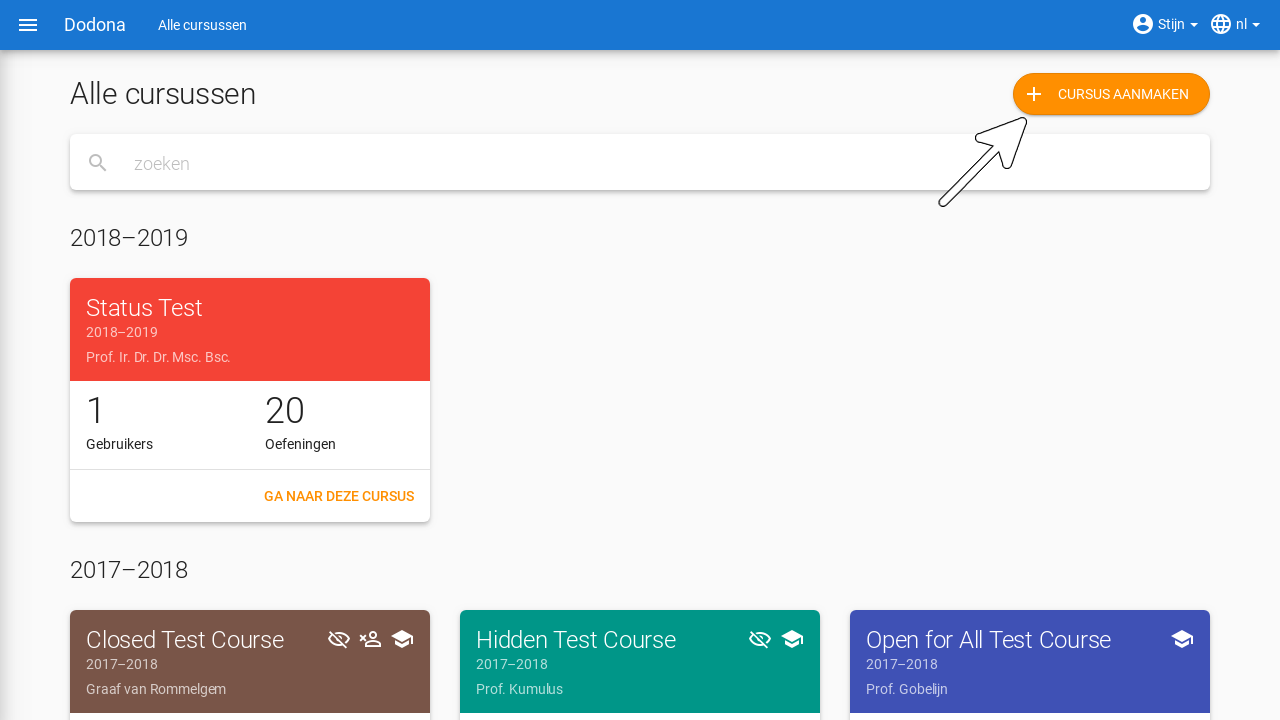 Dodona
Alle cursussen
Stijn
nl
Alle cursussen
CURSUS AANMAKEN
zoeken
2018–2019
Status Test
2018–2019
Prof. Ir. Dr. Dr. Msc. Bsc.
1
20
Gebruikers
Oefeningen
GA NAAR DEZE CURSUS
2017–2018
Closed Test Course
2017–2018
Graaf van Rommelgem
Hidden Test Course
2017–2018
Prof. Kumulus
Open for All Test Course
2017–2018
Prof. Gobelijn